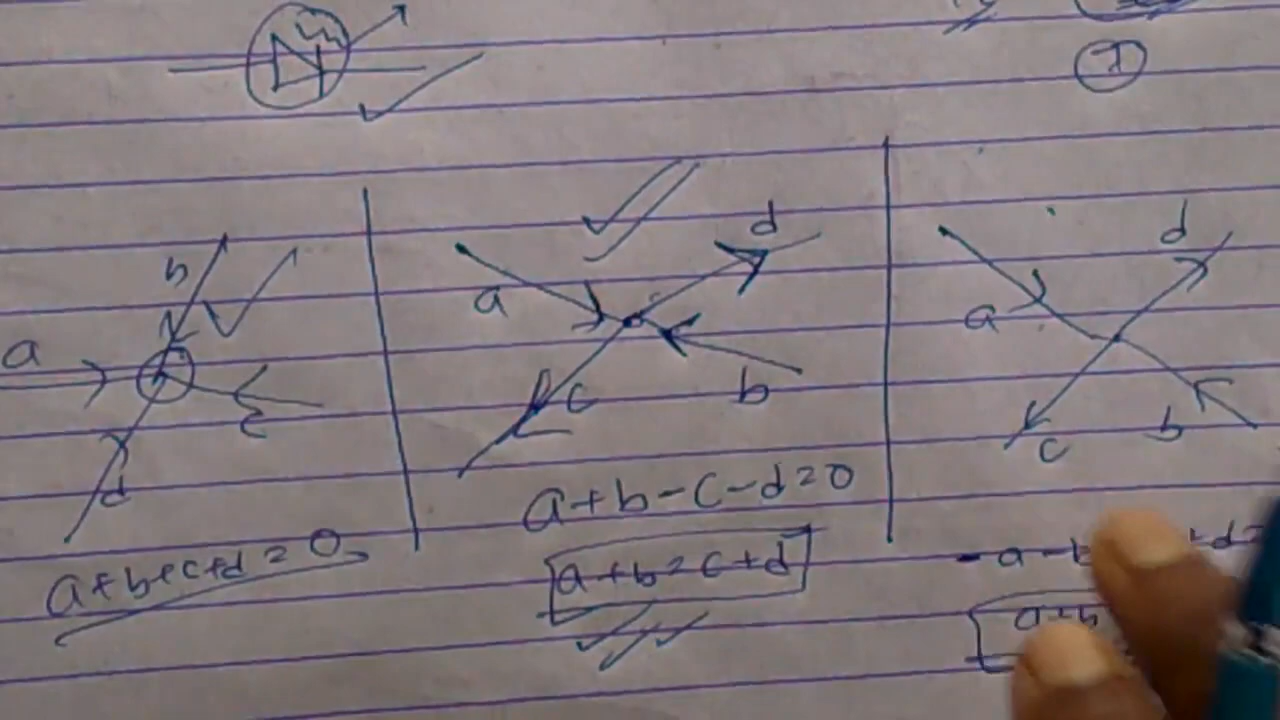 I
b
a
c
d
a+b+c+d=0
d
a
c
b
a+b-c-d=0
a+b=c+d
d
a
c
b
-a-b +d=
a+b